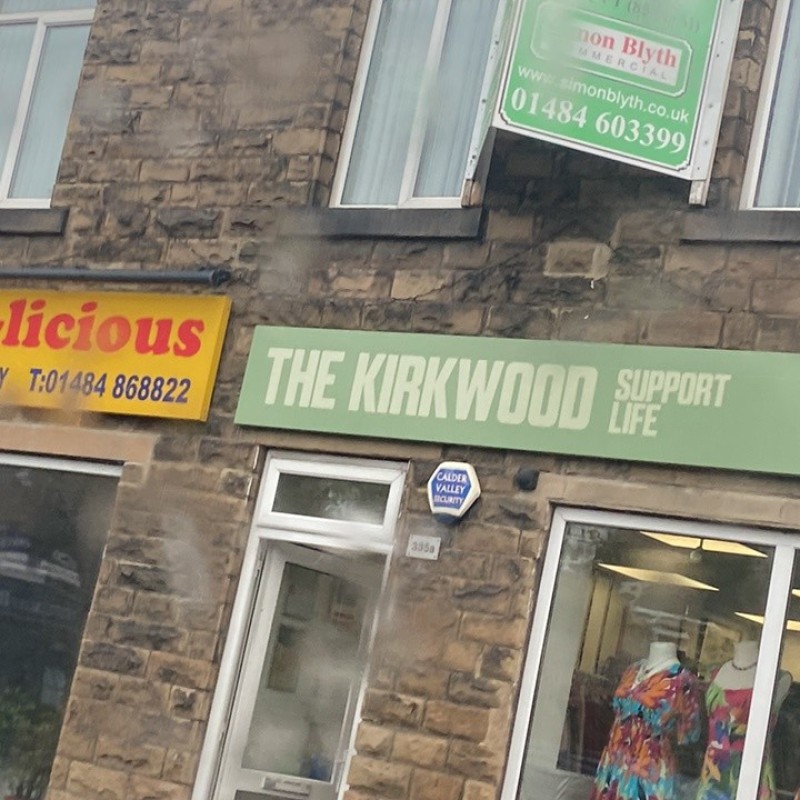 Blyth
COMMERCIAL
www.simonblyth.co.uk
01484 603399
-licious
Y T:01484 868822
THE KIRKWOOD
SUPPORT
LIFE
CALDER
VALLEY
SECURITY
335a